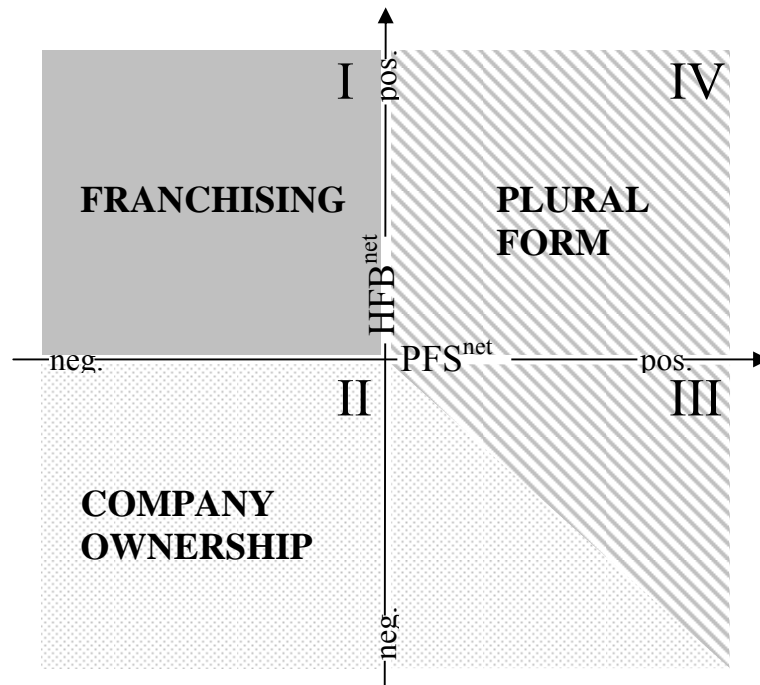 I
pos.
IV
FRANCHISING
PLURAL
FORM
HFB^net
neg.
PFS^net
pos.
II
III
COMPANY
OWNERSHIP
neg.